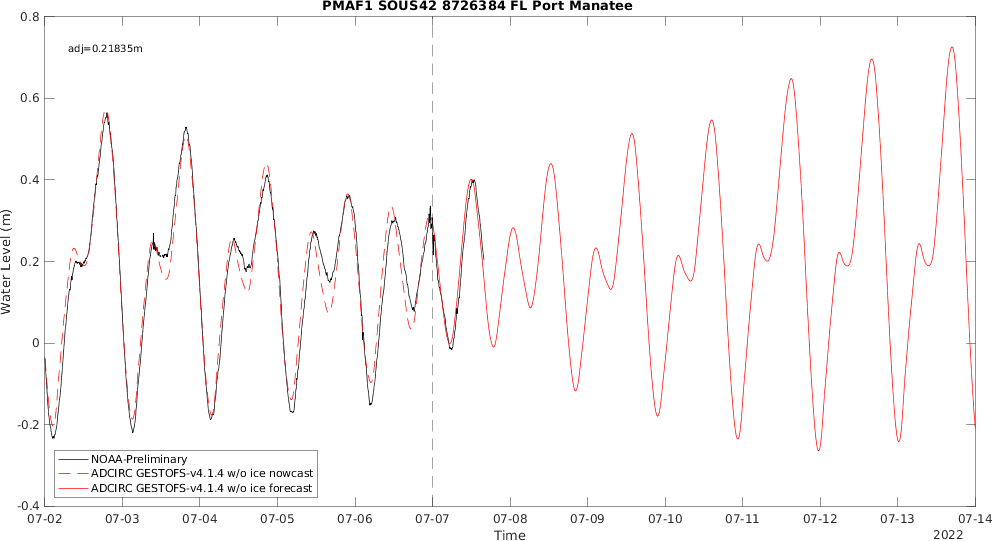 PMAF1 SOUS42 8726384 FL Port Manatee
adj=0.21835m
Water Level (m)
0.8
0.6
0.4
0.2
0
-0.2
-0.4
NOAA-Preliminary
ADCIRC GESTOFS-v4.1.4 w/o ice nowcast
ADCIRC GESTOFS-v4.1.4 w/o ice forecast
07-02 07-03 07-04 07-05 07-06 07-07 07-08 07-09 07-10 07-11 07-12 07-13 07-14
Time
2022